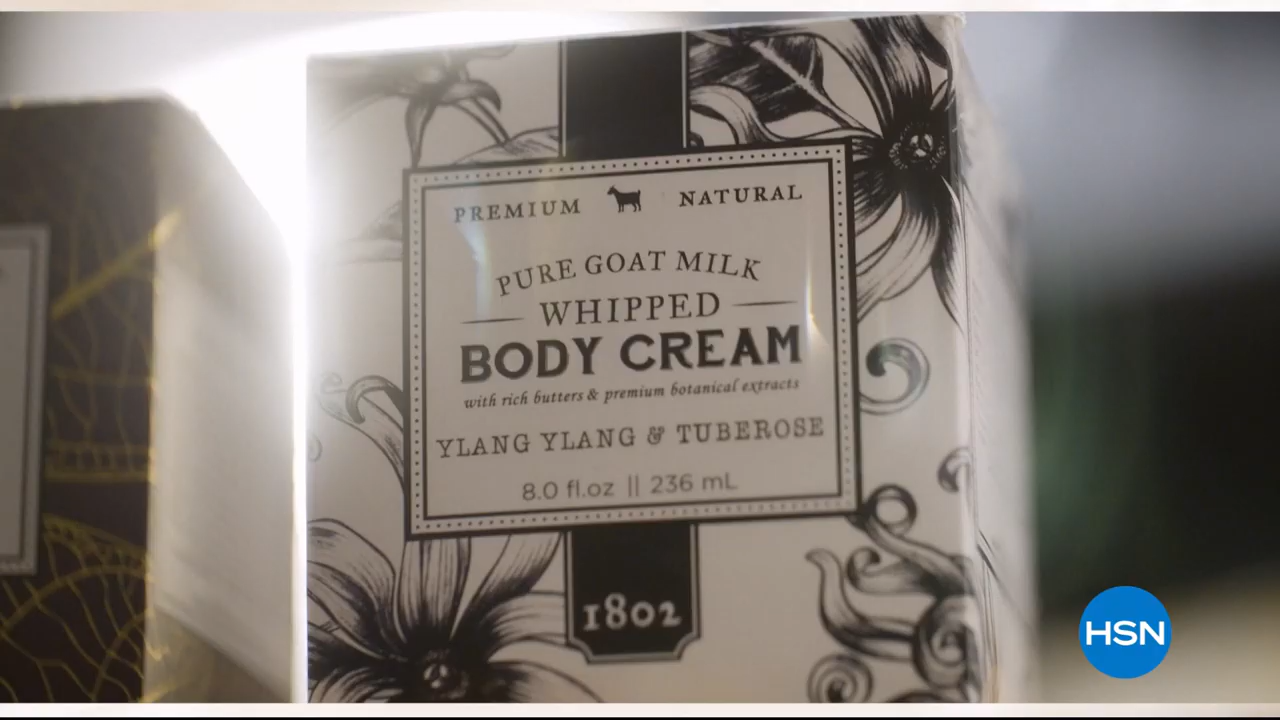 PREMIUM NATURAL
PURE GOAT MILK
WHIPPED
BODY CREAM
with rich butters & premium botanical extracts
YLANG YLANG & TUBEROSE
8.0 fl.oz || 236 mL
1802
HSN